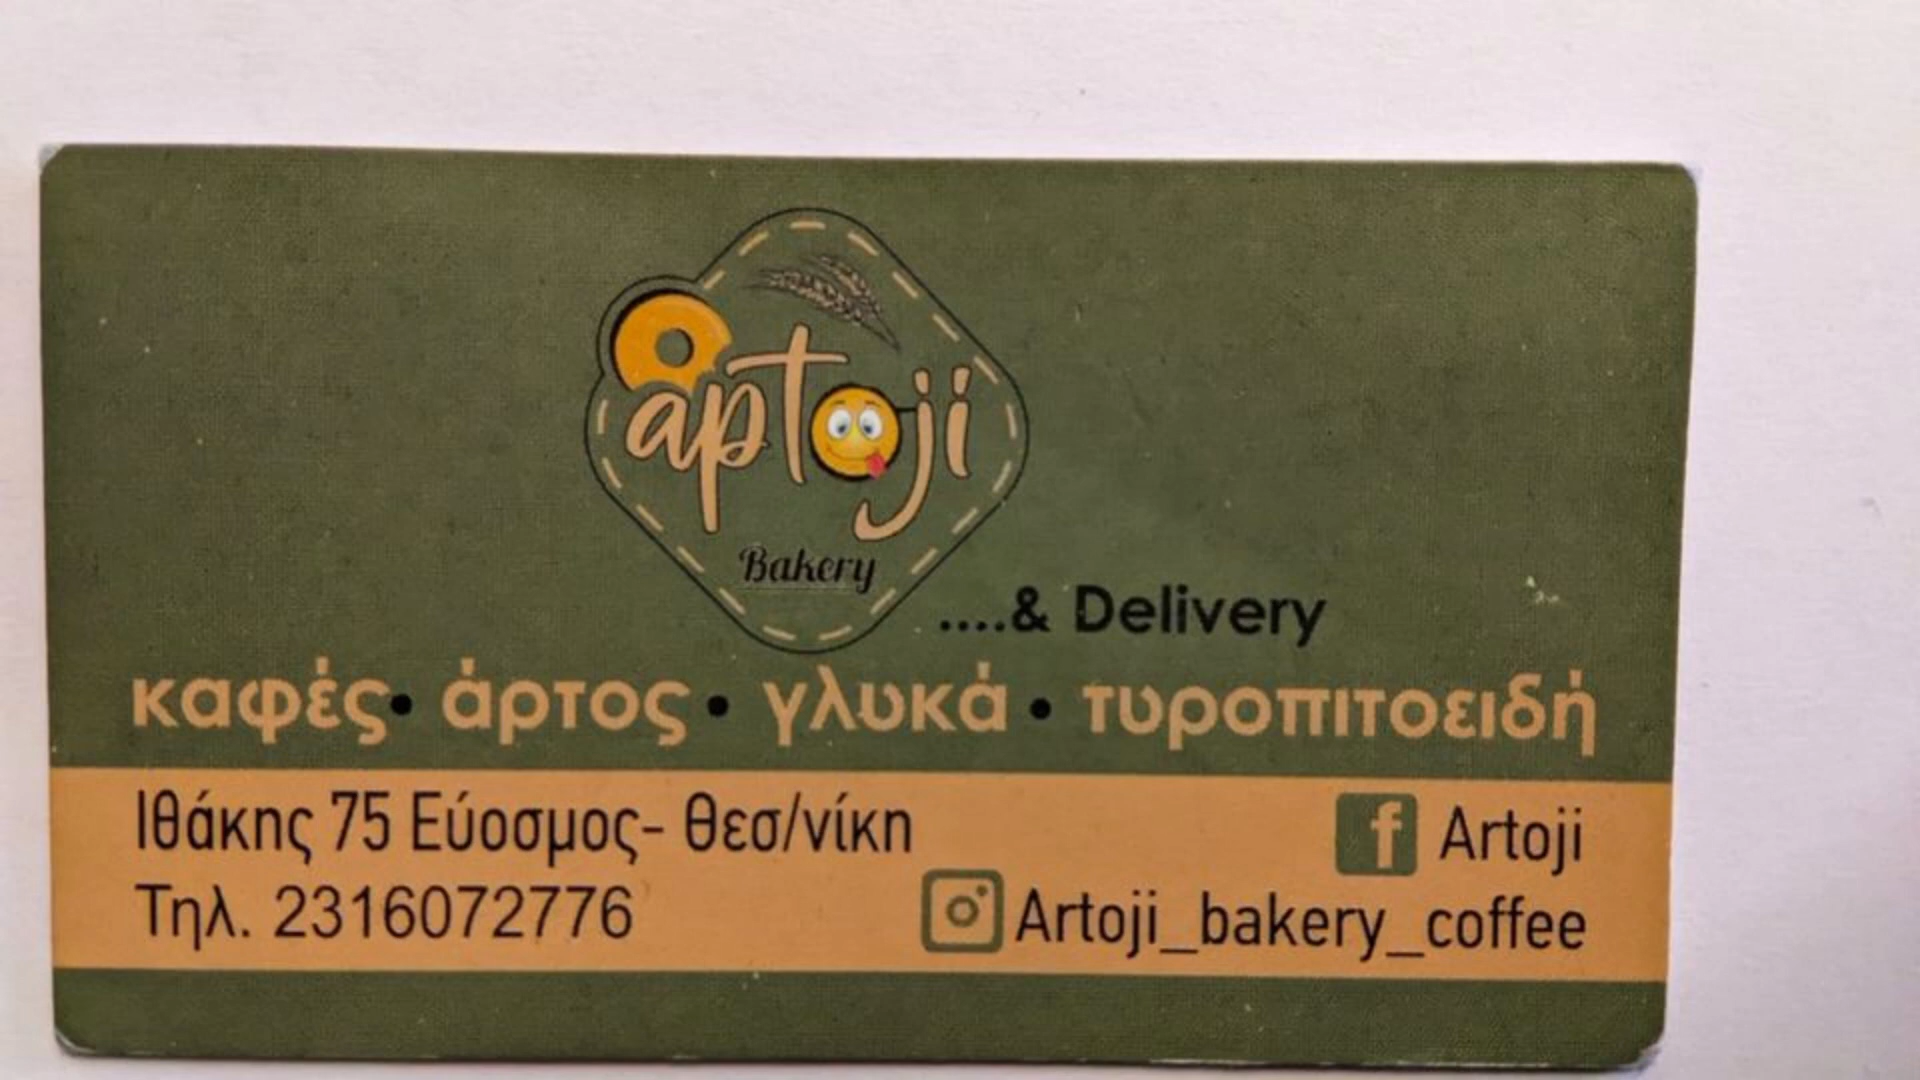 αρτοji
Bakery
....& Delivery
καφές• άρτος • γλυκά • τυροπιτοειδή
Ιθάκης 75 Εύοσμος- Θεσ/νίκη
Τηλ. 2316072776
f Artoji
Artoji_bakery_coffee